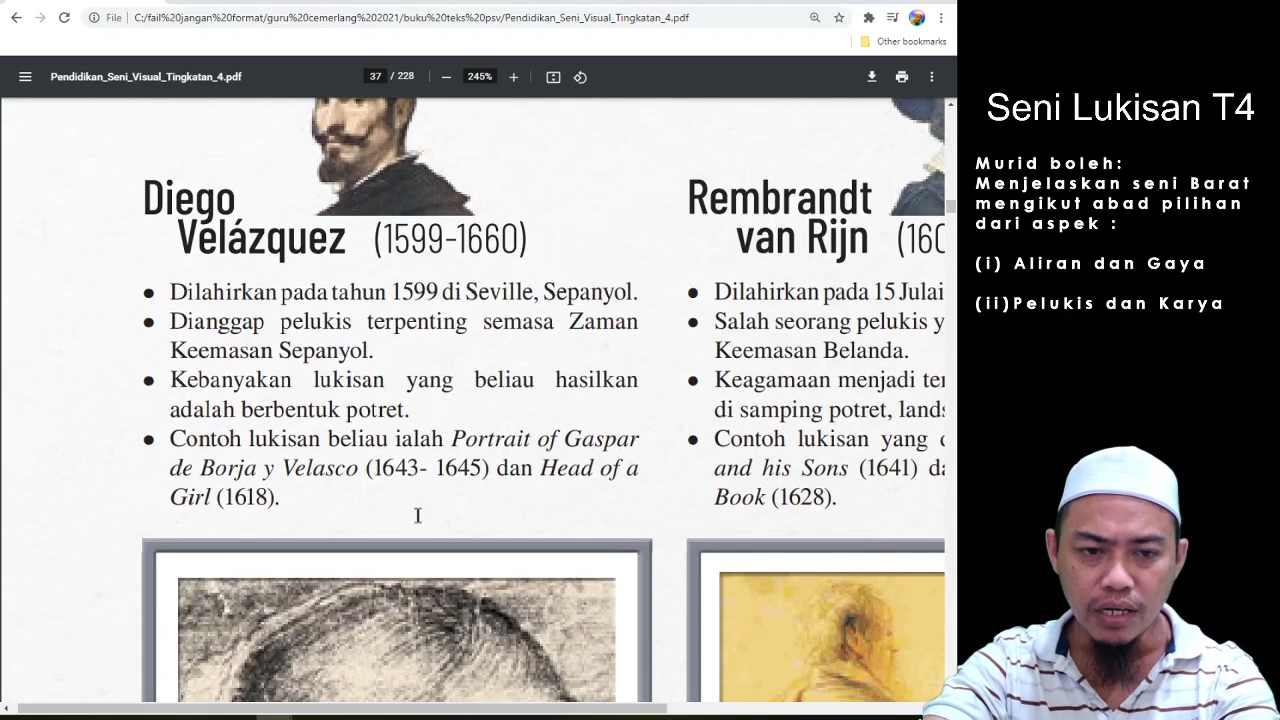 File
C:/fail%20jangan%20format/guru%20cemerlang%202021/buku%20teks%20psv/Pendidikan_Seni_Visual_Tingkatan_4.pdf
Other bookmarks
Pendidikan_Seni_Visual_Tingkatan_4.pdf
37 / 228
245%
Diego
Velázquez (1599-1660)
• Dilahirkan pada tahun 1599 di Seville, Sepanyol.
• Dianggap pelukis terpenting semasa Zaman
Keemasan Sepanyol.
• Kebanyakan lukisan yang beliau hasilkan
adalah berbentuk potret.
• Contoh lukisan beliau ialah Portrait of Gaspar
de Borja y Velasco (1643- 1645) dan Head of a
Girl (1618).
Rembrandt
van Rijn (160
• Dilahirkan pada 15 Julai
• Salah seorang pelukis y
Keemasan Belanda.
• Keagamaan menjadi ter
di samping potret, lands
• Contoh lukisan yang
and his Sons (1641) da
Book (1628).
Seni Lukisan T4
Murid boleh:
Menjelaskan seni Barat
mengikut abad pilihan
dari aspek :
(i) Aliran dan Gaya
(ii)Pelukis dan Karya